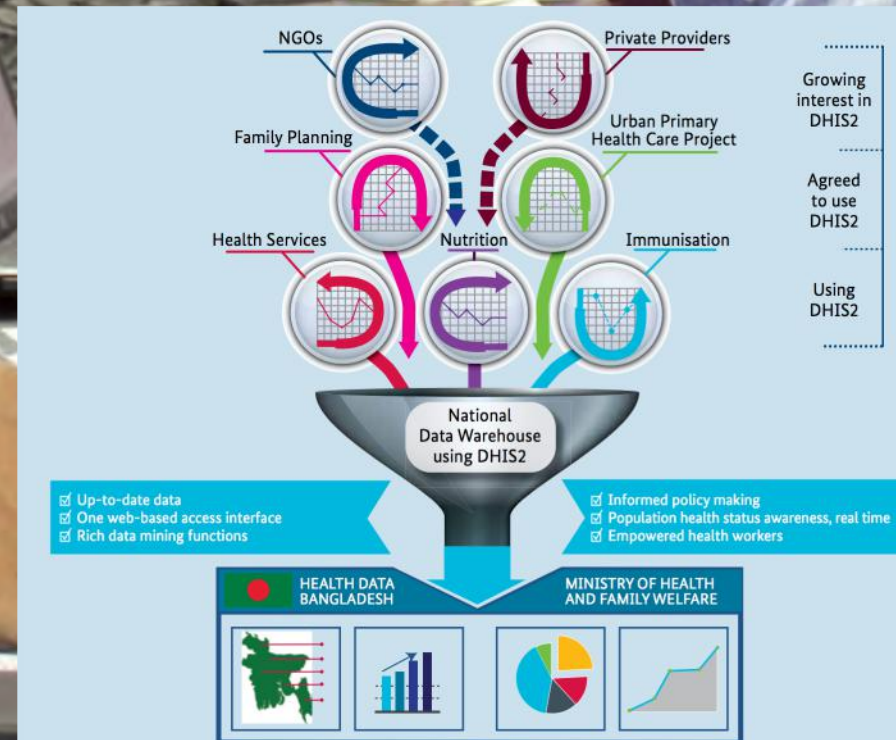 NGOs
Private Providers
Growing
interest in
DHIS2
Family Planning
Urban Primary
Health Care Project
Agreed
to use
DHIS2
Health Services
Nutrition
Immunisation
Using
DHIS2
National
Data Warehouse
using DHIS2
☑ Up-to-date data
☑ One web-based access interface
☑ Rich data mining functions
☑ Informed policy making
☑ Population health status awareness, real time
☑ Empowered health workers
HEALTH DATA
BANGLADESH
MINISTRY OF HEALTH
AND FAMILY WELFARE